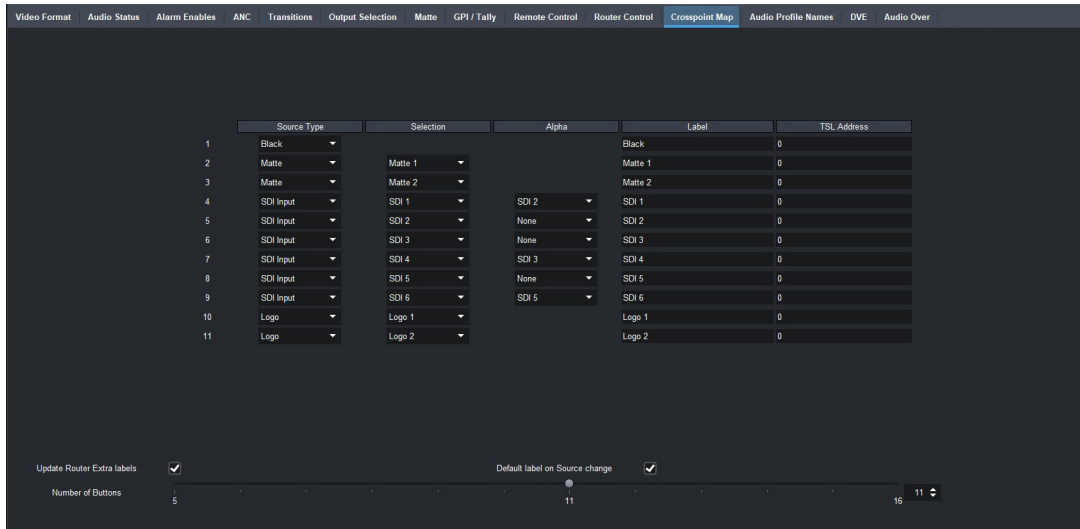 Video Format Audio Status Alarm Enables ANC Transitions Output Selection Matte GPI / Tally Remote Control Router Control Crosspoint Map Audio Profile Names DVE Audio Over
Source Type Selection Alpha Label TSL Address
1 Black Black 0
2 Matte Matte 1 Matte 1 0
3 Matte Matte 2 Matte 2 0
4 SDI Input SDI 1 SDI 2 SDI 1 0
5 SDI Input SDI 2 None SDI 2 0
6 SDI Input SDI 3 None SDI 3 0
7 SDI Input SDI 4 SDI 3 SDI 4 0
8 SDI Input SDI 5 None SDI 5 0
9 SDI Input SDI 6 SDI 5 SDI 6 0
10 Logo Logo 1 Logo 1 0
11 Logo Logo 2 Logo 2 0
Update Router Extra labels Default label on Source change
Number of Buttons 11
5 11 16